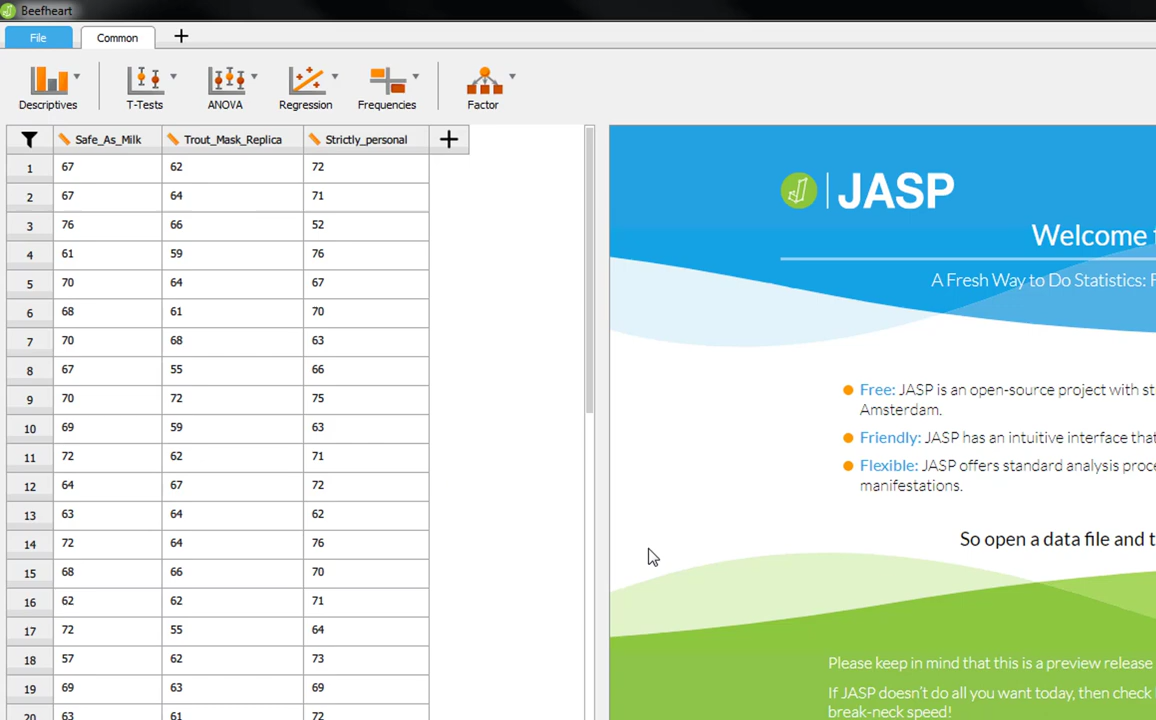 Beefheart
File Common +
Descriptives T-Tests ANOVA Regression Frequencies Factor
Safe_As_Milk Trout_Mask_Replica Strictly_personal +
1 67 62 72
2 67 64 71
3 76 66 52
4 61 59 76
5 70 64 67
6 68 61 70
7 70 68 63
8 67 55 66
9 70 72 75
10 69 59 63
11 72 62 71
12 64 67 72
13 63 64 62
14 72 64 76
15 68 66 70
16 62 62 71
17 72 55 64
18 57 62 73
19 69 63 69
20 63 61 72
JASP
Welcome
A Fresh Way to Do Statistics:
Free: JASP is an open-source project with
Amsterdam.
Friendly: JASP has an intuitive interface that
Flexible: JASP offers standard analysis
manifestations.
So open a data file and
Please keep in mind that this is a preview release
If JASP doesn't do all you want today, then check
break-neck speed!